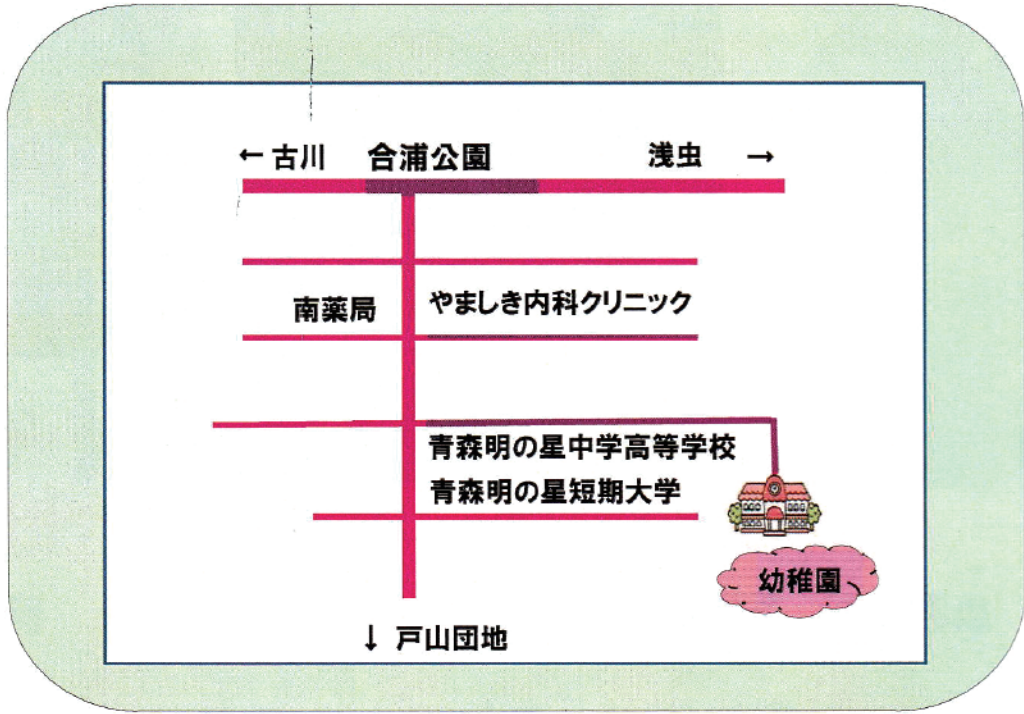 ← 古川 合浦公園 浅虫 →
南薬局 やましき内科クリニック
青森明の星中学高等学校
青森明の星短期大学
幼稚園
↓ 戸山団地